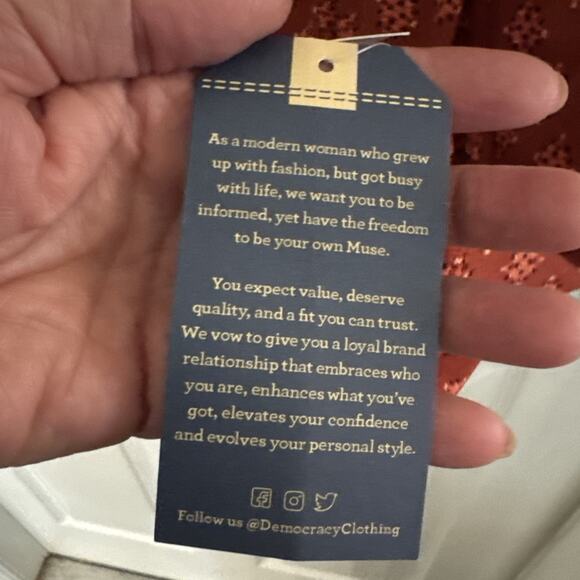 As a modern woman who grew
up with fashion, but got busy
with life, we want you to be
informed, yet have the freedom
to be your own Muse.
You expect value, deserve
quality, and a fit you can trust.
We vow to give you a loyal brand
relationship that embraces who
you are, enhances what you've
got, elevates your confidence
and evolves your personal style.
Follow us @DemocracyClothing